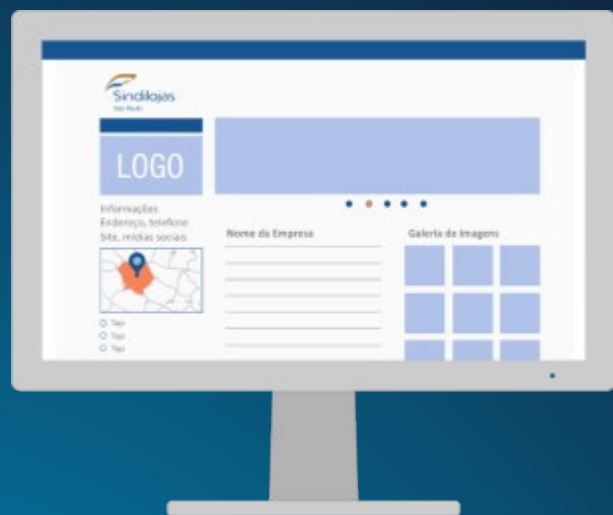 Sindilojas
São Paulo
LOGO
Informações
Endereço, telefone
Site, mídias sociais
Nome da Empresa
Galeria de Imagens
Tags
Tags
Tags